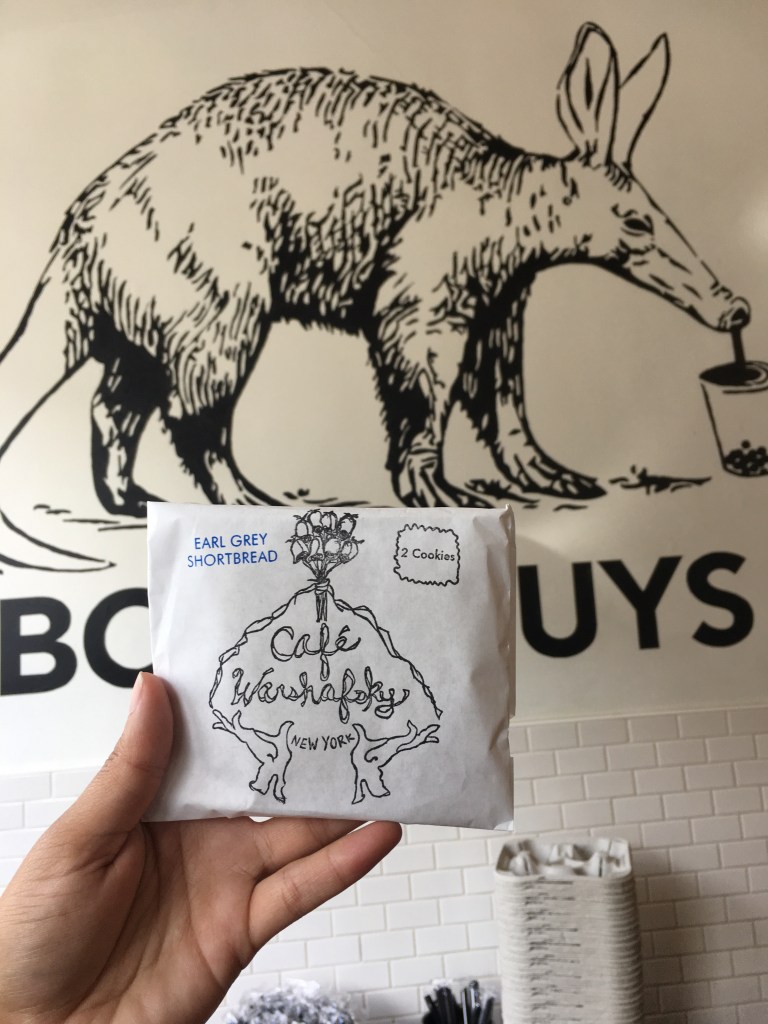 EARL GREY
SHORTBREAD
2 Cookies
Café
Warshafsky
NEW YORK
BO UYS